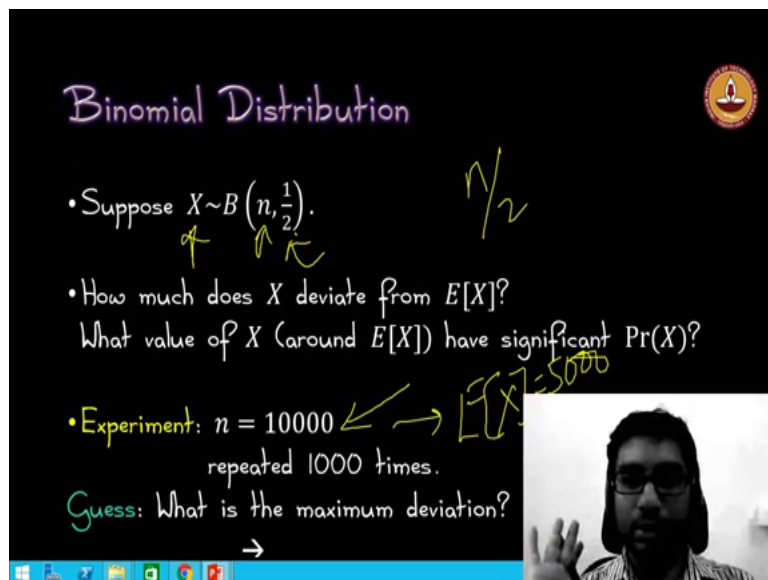 Binomial Distribution
•Suppose X~B(n, 1/2).
n/2
•How much does X deviate from E[X]?
What value of X (around E[X]) have significant Pr(X)?
E[X]=5000
•Experiment: n = 10000
repeated 1000 times.
Guess: What is the maximum deviation?
→